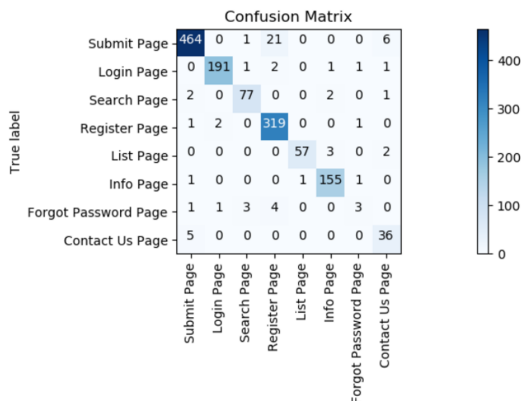 Confusion Matrix
True label
Submit Page 464 0 1 21 0 0 0 6
Login Page 0 191 1 2 0 1 1 1
Search Page 2 0 77 0 0 2 0 1
Register Page 1 2 0 319 0 0 1 0
List Page 0 0 0 0 57 3 0 2
Info Page 1 0 0 0 1 155 1 0
Forgot Password Page 1 1 3 4 0 0 3 0
Contact Us Page 5 0 0 0 0 0 0 36
Submit Page
Login Page
Search Page
Register Page
List Page
Info Page
Forgot Password Page
Contact Us Page
400
300
200
100
0